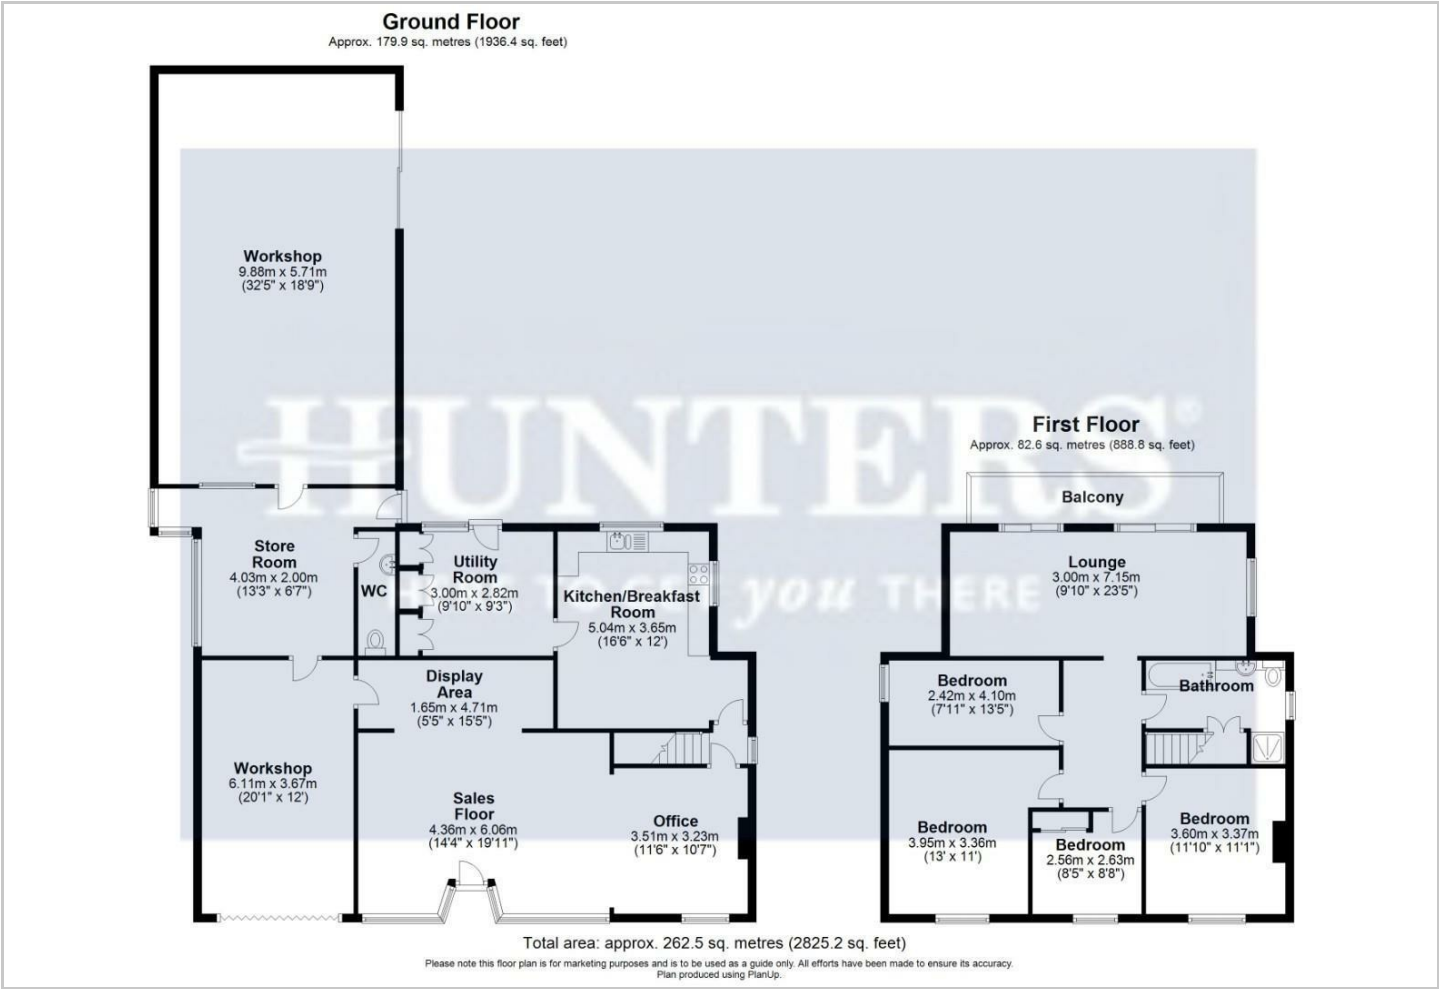 Ground Floor
Approx. 179.9 sq. metres (1936.4 sq. feet)
Workshop
9.88m x 5.71m
(32'5" x 18'9")
HUNTERS®
HERE TO GET you THERE
First Floor
Approx. 82.6 sq. metres (888.8 sq. feet)
Balcony
Store
Room
4.03m x 2.00m
(13'3" x 6'7")
WC
Utility
Room
3.00m x 2.82m
(9'10" x 9'3")
Kitchen/Breakfast
Room
5.04m x 3.65m
(16'6" x 12')
Lounge
3.00m x 7.15m
(9'10" x 23'5")
Display
Area
1.65m x 4.71m
(5'5" x 15'5")
Bedroom
2.42m x 4.10m
(7'11" x 13'5")
Bathroom
Workshop
6.11m x 3.67m
(20'1" x 12')
Sales
Floor
4.36m x 6.06m
(14'4" x 19'11")
Office
3.51m x 3.23m
(11'6" x 10'7")
Bedroom
3.95m x 3.36m
(13' x 11')
Bedroom
2.56m x 2.63m
(8'5" x 8'8")
Bedroom
3.60m x 3.37m
(11'10" x 11'1")
Total area: approx. 262.5 sq. metres (2825.2 sq. feet)
Please note this floor plan is for marketing purposes and is to be used as a guide only. All efforts have been made to ensure its accuracy.
Plan produced using PlanUp.